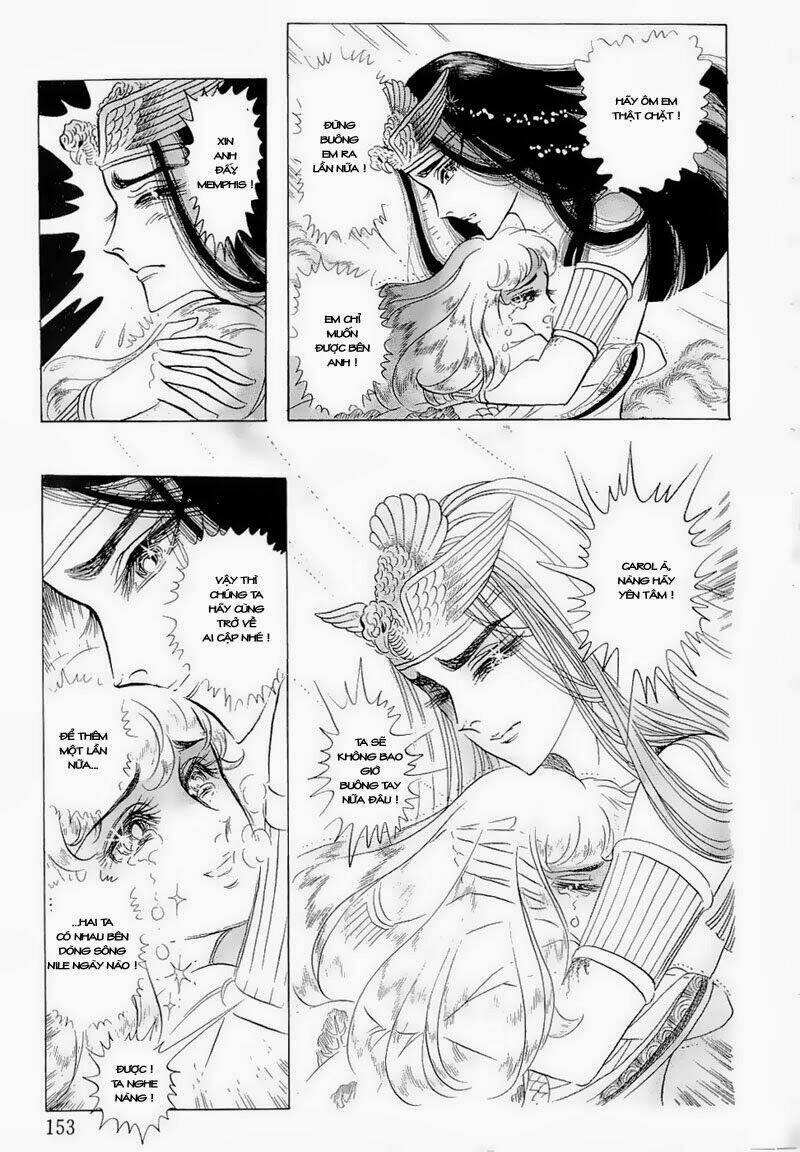 HÃY ÔM EM
THẬT CHẶT !
ĐỪNG
BUÔNG
EM RA
LẦN NỮA !
EM CHỈ
MUỐN
ĐƯỢC BÊN
ANH !
XIN
ANH
ĐẤY
MEMPHIS !
CAROL À,
NÀNG HÃY
YÊN TÂM !
TA SẼ
KHÔNG BAO
GIỜ
BUÔNG TAY
NỮA ĐÂU !
VẬY THÌ
CHÚNG TA
HÃY CÙNG
TRỞ VỀ
AI CẬP NHÉ !
ĐỂ THÊM
MỘT LẦN
NỮA...
...HAI TA
CÓ NHAU BÊN
DÒNG SÔNG
NILE NGÀY NÀO !
ĐƯỢC !
TA NGHE
NÀNG !
153